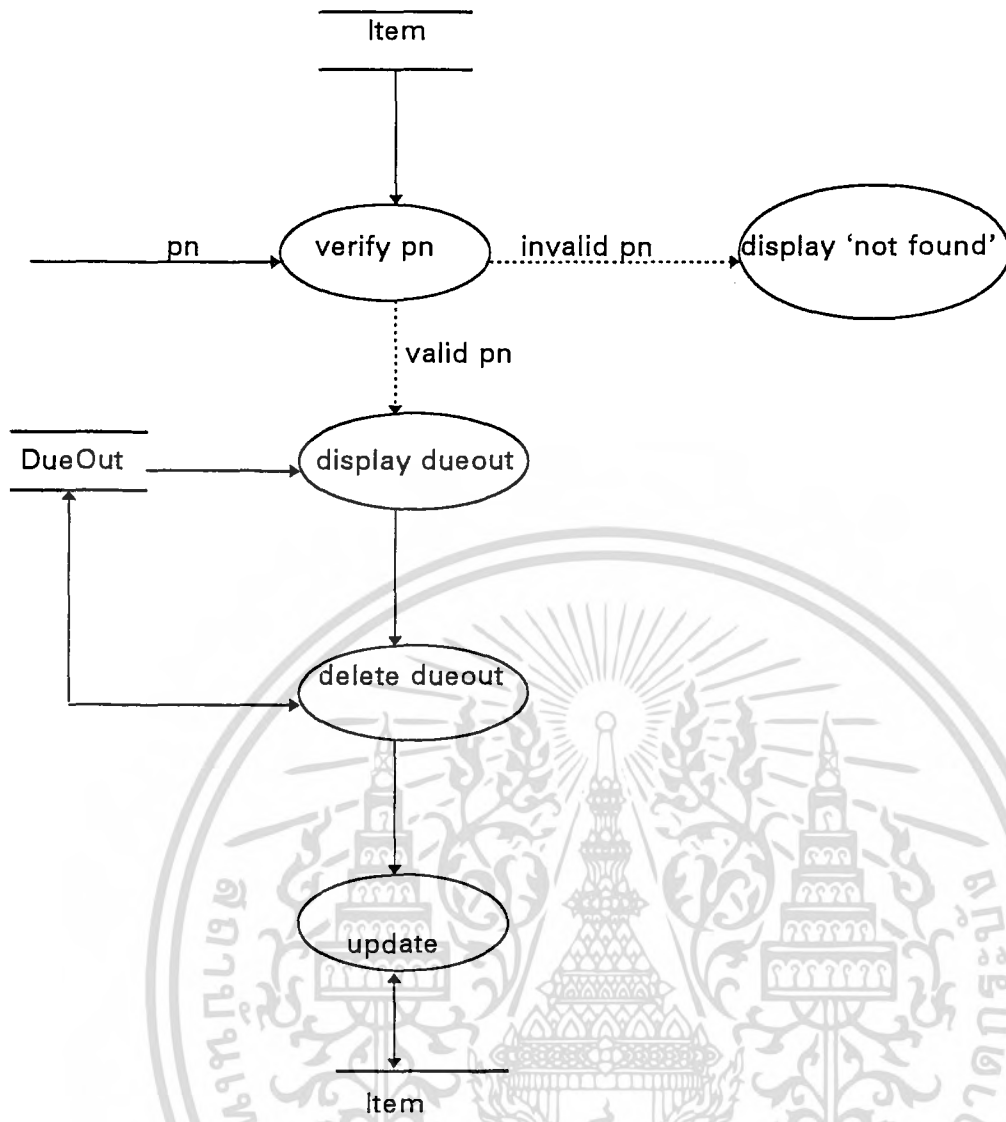 Item
pn
verify pn
invalid pn
display ‘not found’
valid pn
DueOut
display dueout
delete dueout
update
Item